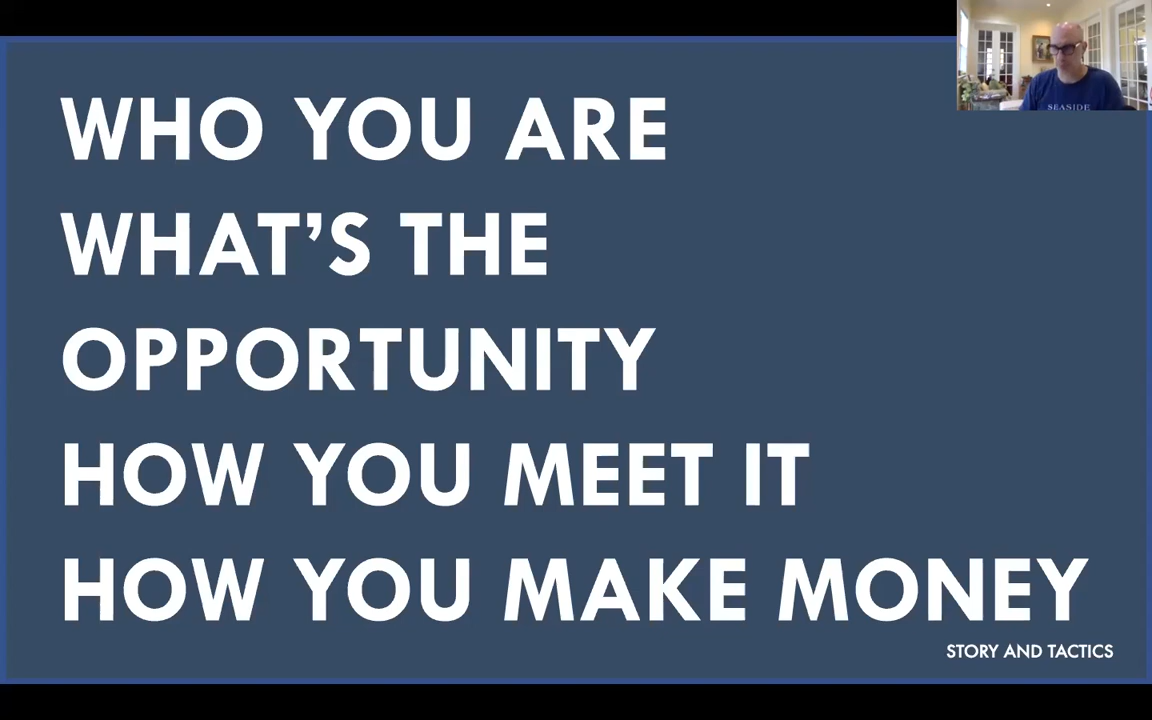 WHO YOU ARE
WHAT'S THE
OPPORTUNITY
HOW YOU MEET IT
HOW YOU MAKE MONEY
STORY AND TACTICS
SEASIDE